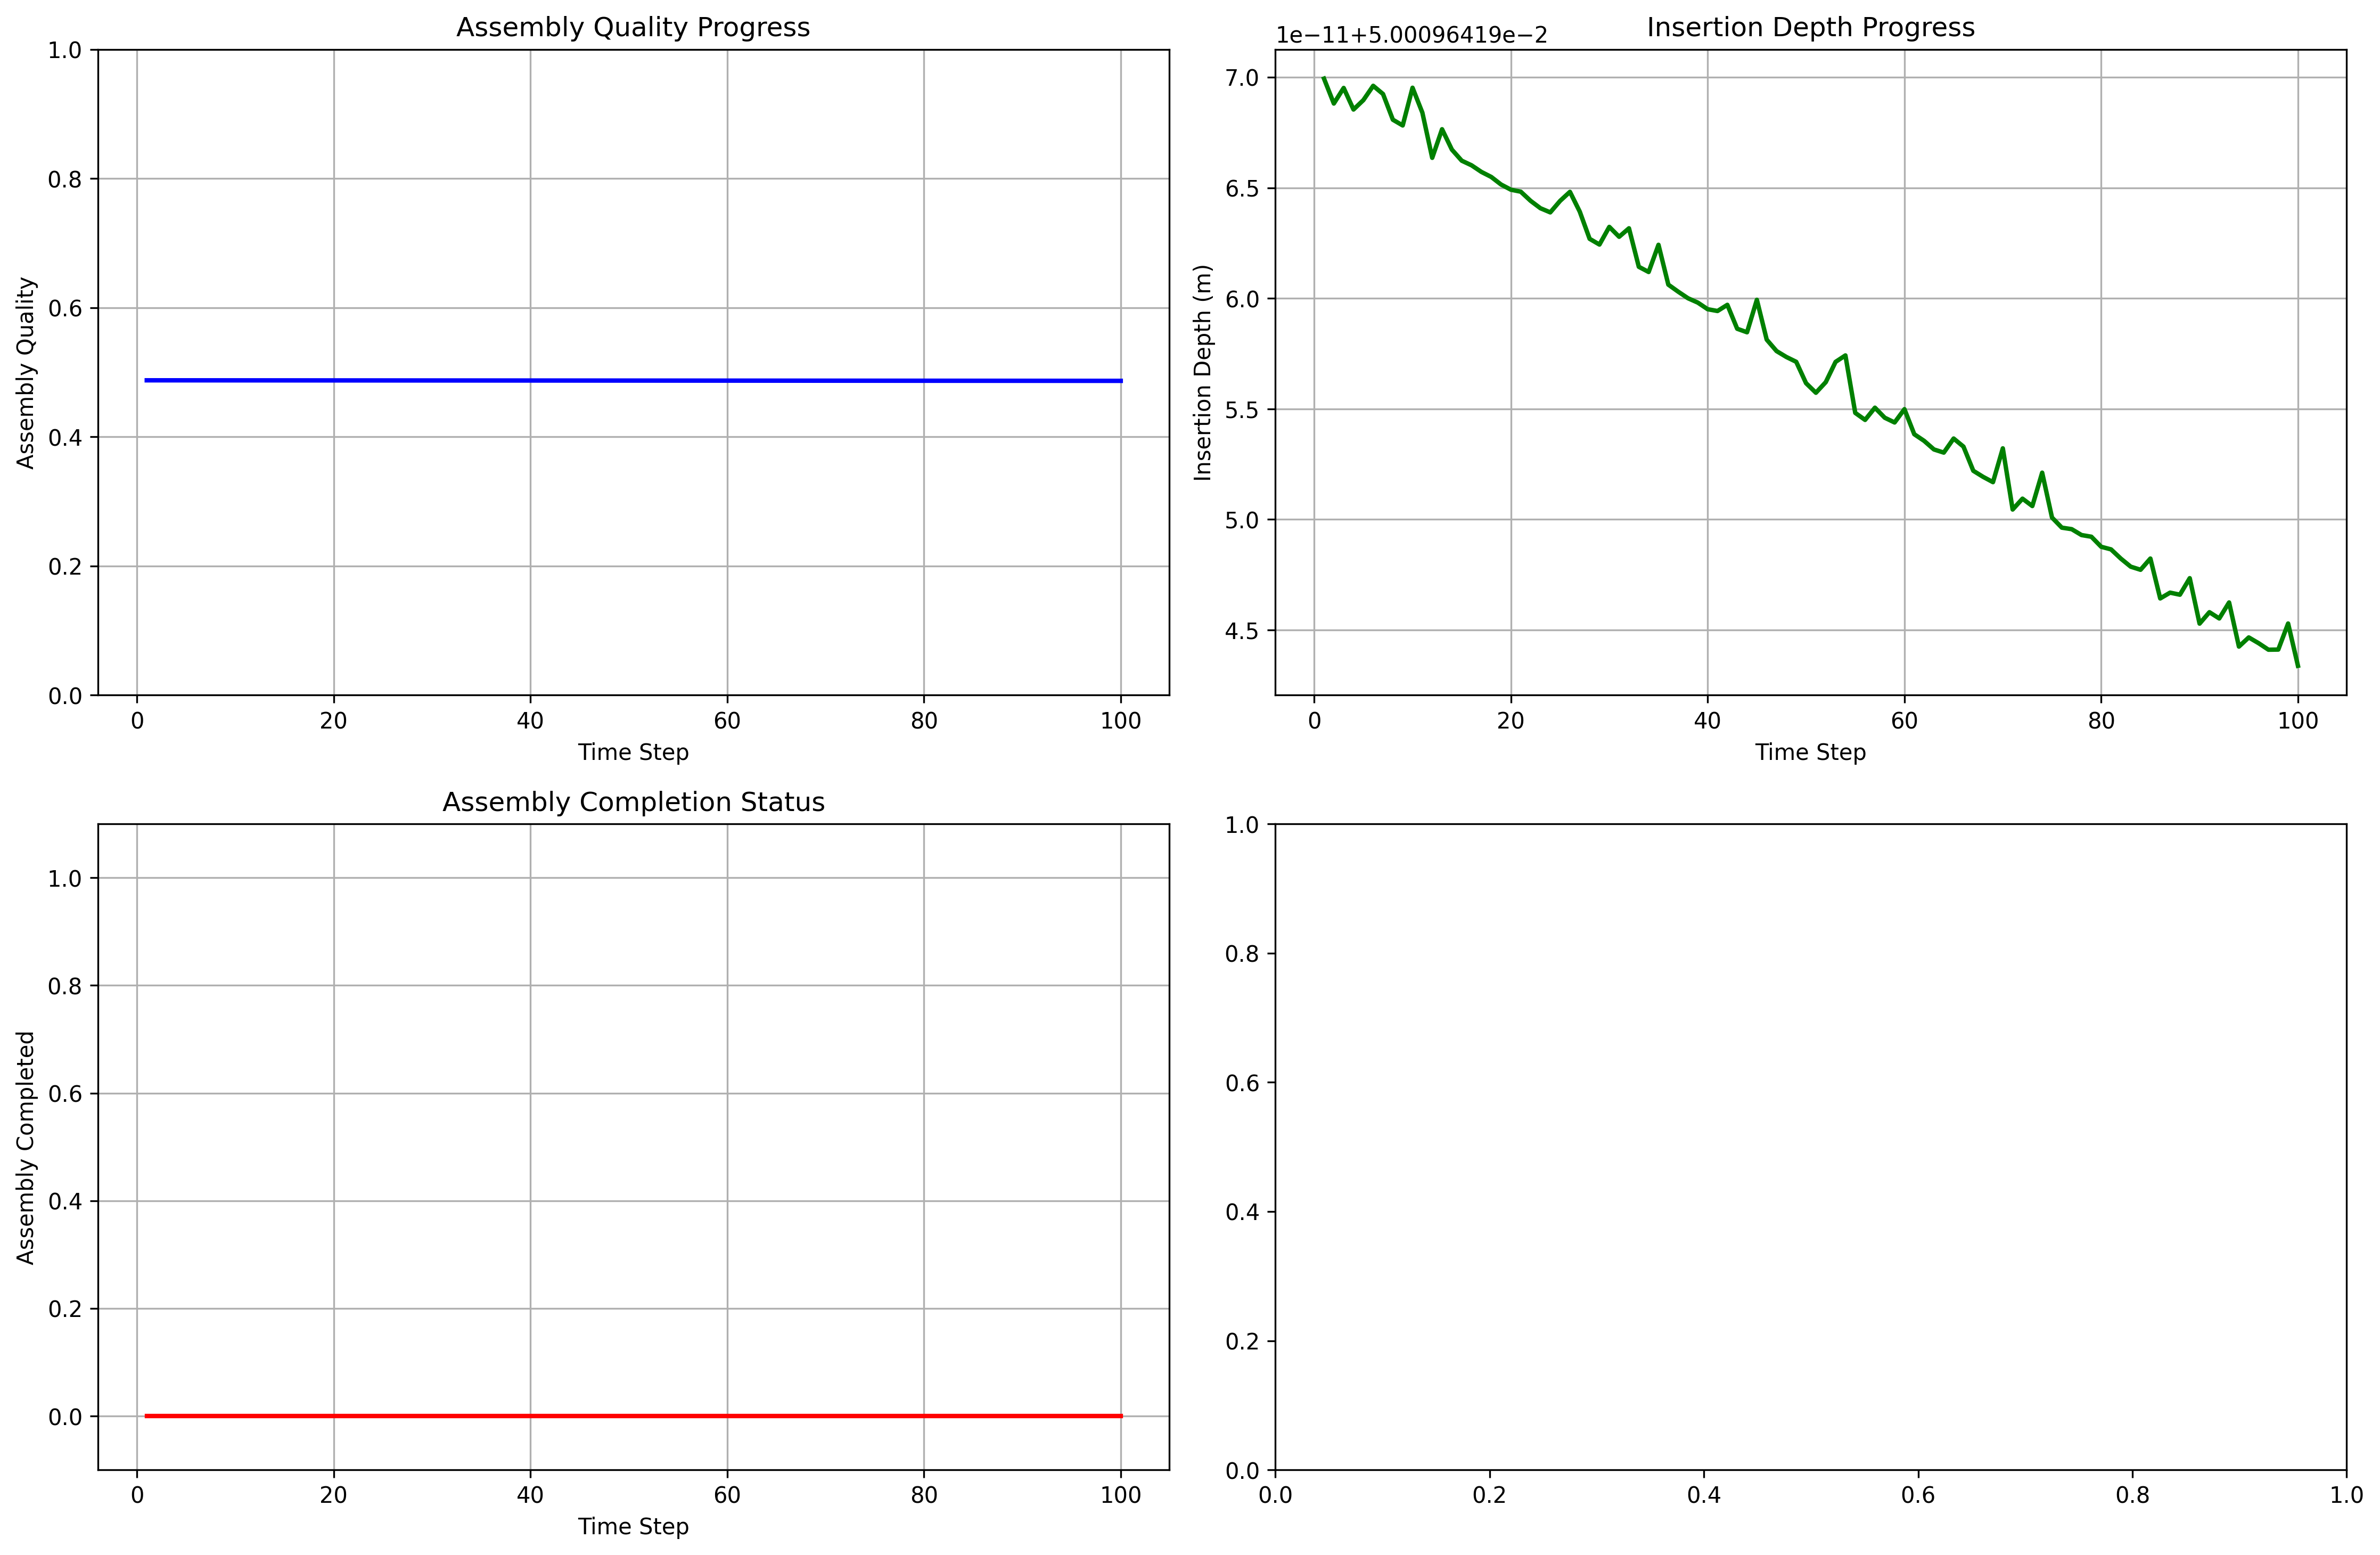 Assembly Quality Progress
1.0
0.8
0.6
0.4
0.2
0.0
Assembly Quality
0 20 40 60 80 100
Time Step
Insertion Depth Progress
1e−11+5.00096419e−2
7.0
6.5
6.0
5.5
5.0
4.5
Insertion Depth (m)
0 20 40 60 80 100
Time Step
Assembly Completion Status
1.0
0.8
0.6
0.4
0.2
0.0
Assembly Completed
0 20 40 60 80 100
Time Step
1.0
0.8
0.6
0.4
0.2
0.0
0.0 0.2 0.4 0.6 0.8 1.0